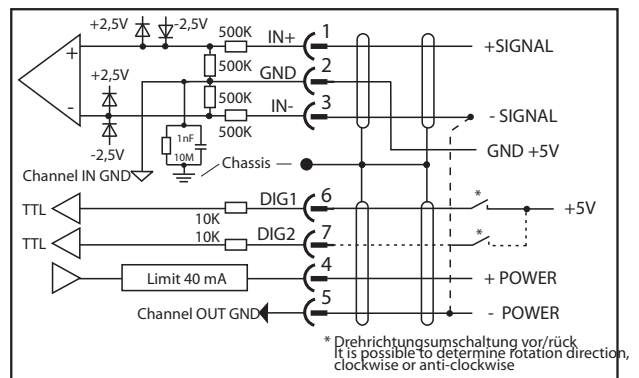 +2,5V
-2,5V
500K
IN+
1
+SIGNAL
+
500K
GND
2
+2,5V
500K
IN-
3
-
500K
- SIGNAL
-2,5V
1nF
10M
Chassis
GND +5V
Channel IN GND
TTL
10K
DIG1
6
*
+5V
TTL
10K
DIG2
7
*
Limit 40 mA
4
+ POWER
Channel OUT GND
5
- POWER
* Drehrichtungsumschaltung vor/rück
It is possible to determine rotation direction,
clockwise or anti-clockwise